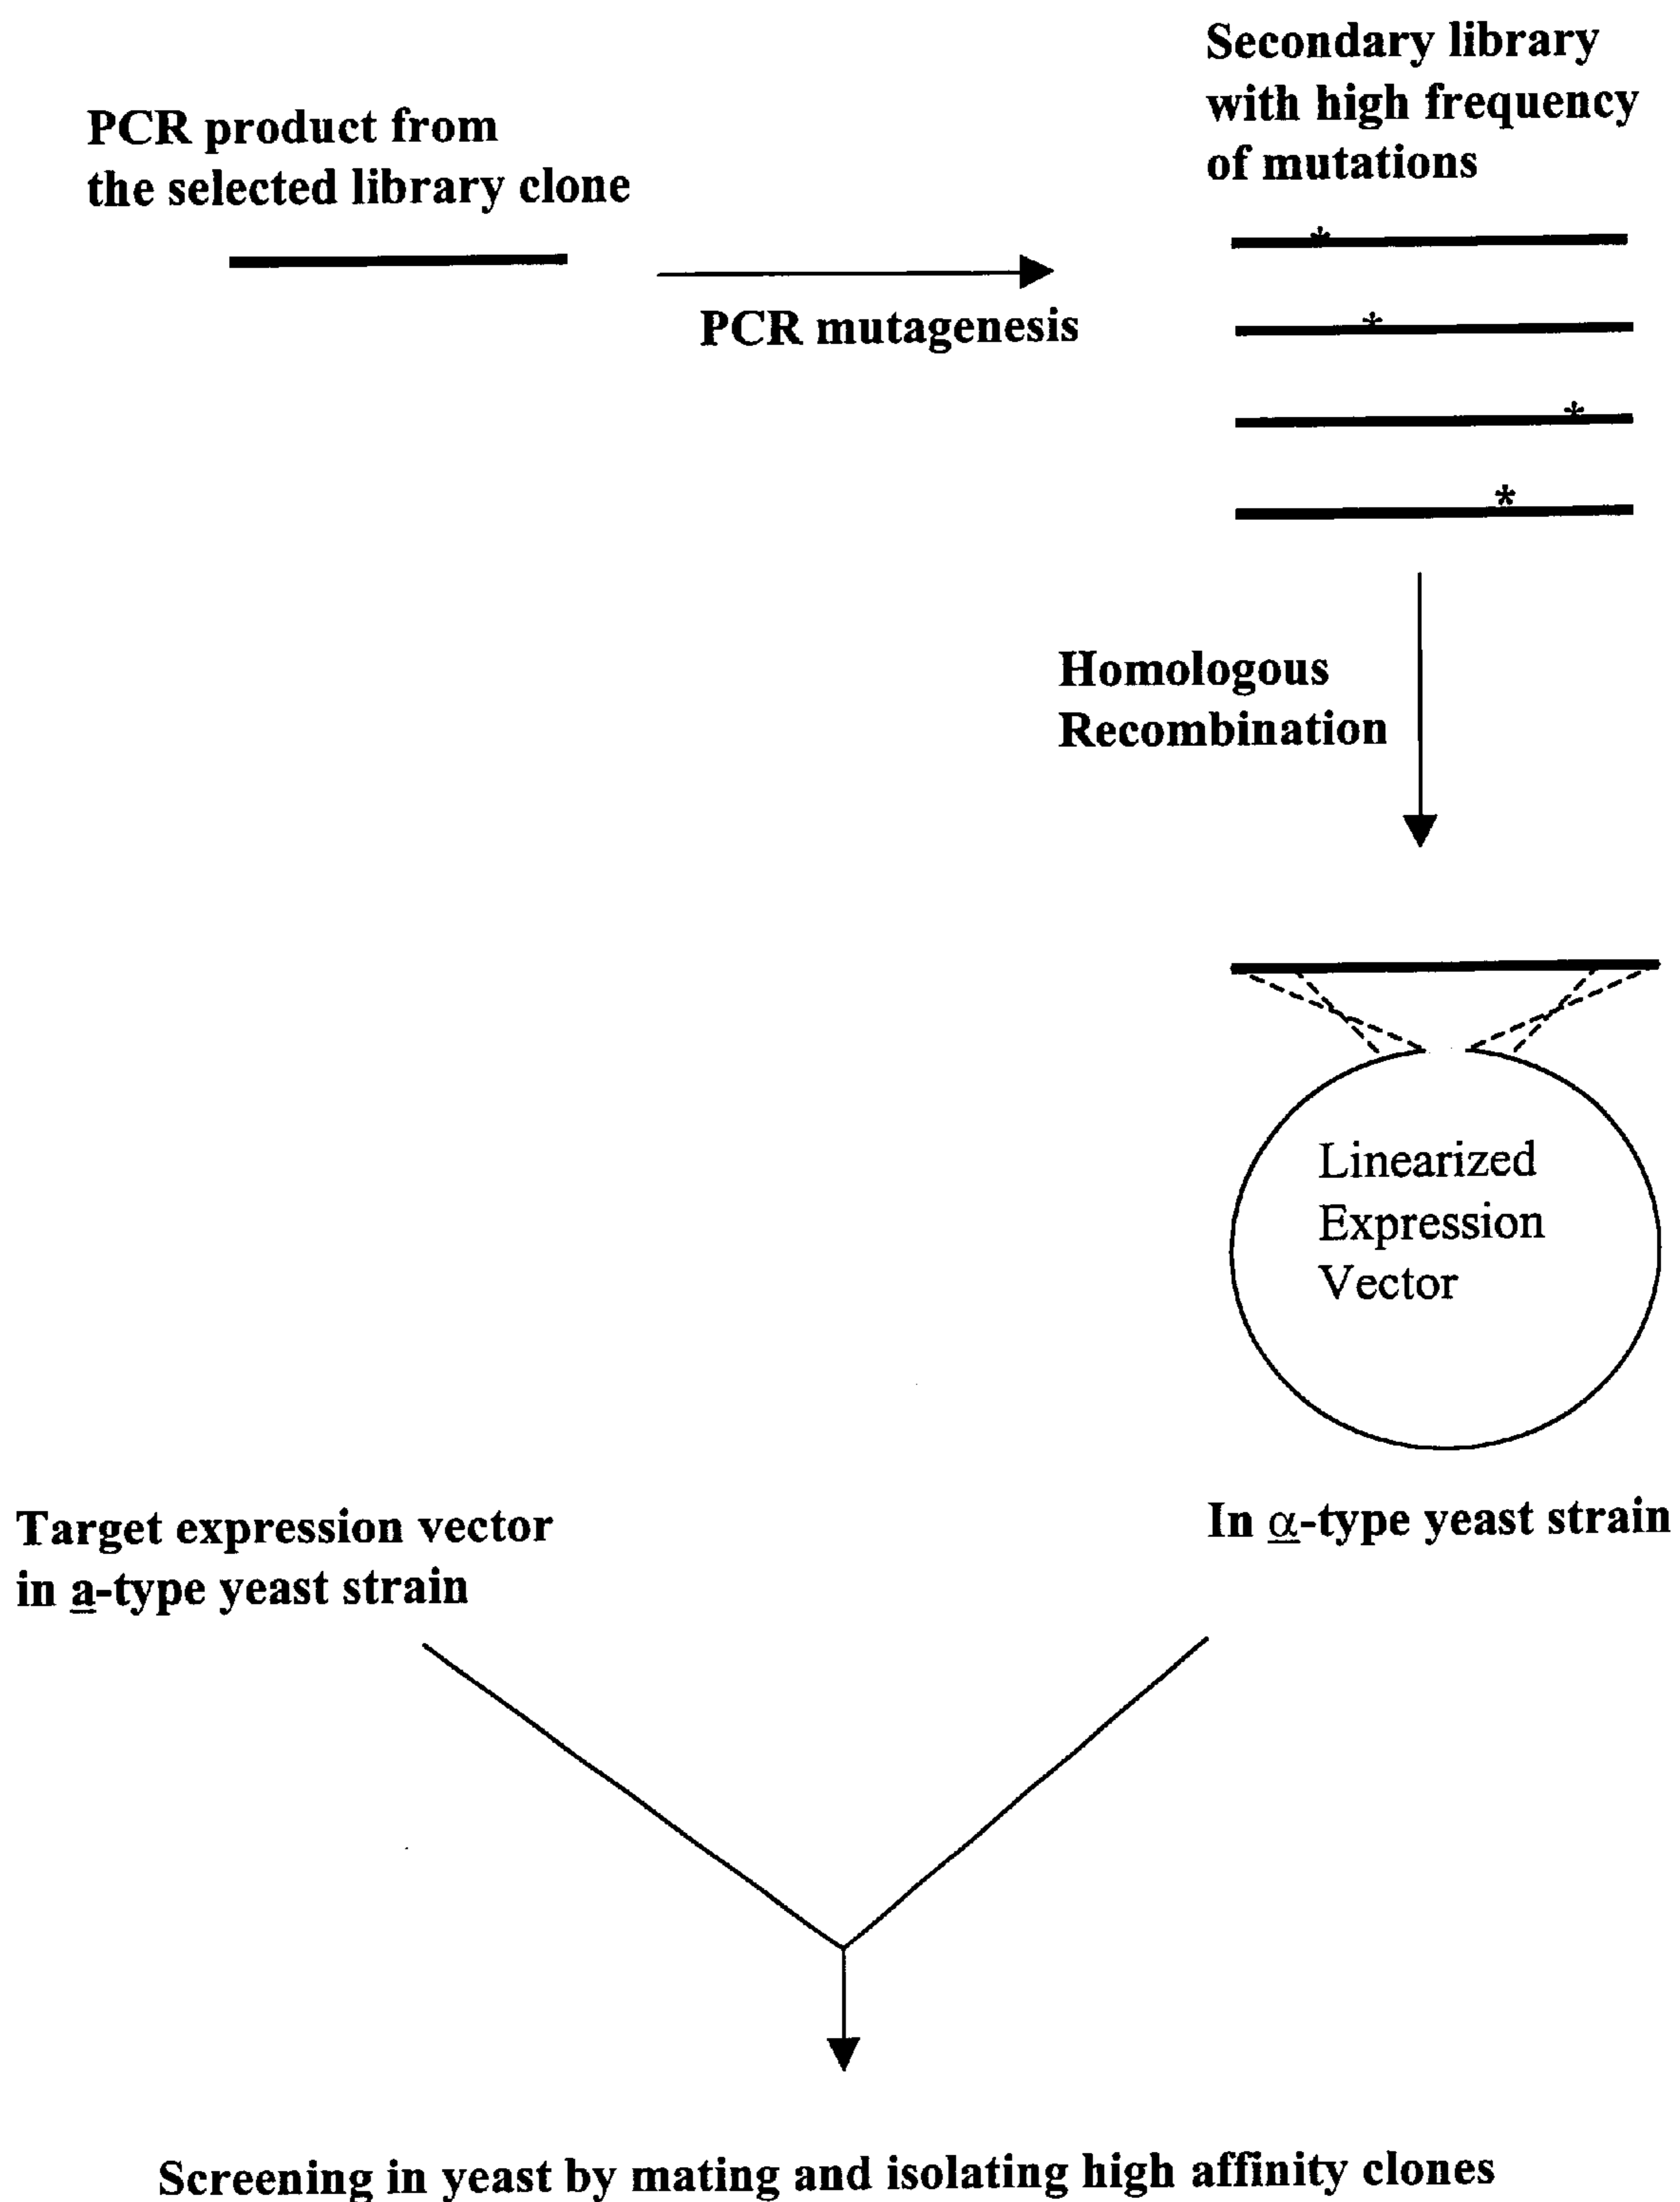 PCR product from
the selected library clone
PCR mutagenesis
Secondary library
with high frequency
of mutations
*
*
*
*
Homologous
Recombination
Linearized
Expression
Vector
In α-type yeast strain
Target expression vector
in a-type yeast strain
Screening in yeast by mating and isolating high affinity clones